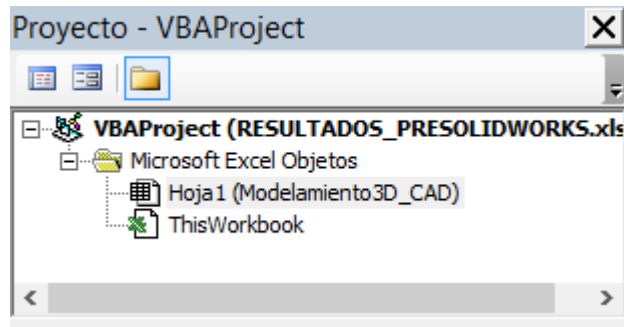 Proyecto - VBAProject
VBAProject (RESULTADOS_PRESOLIDWORKS.xls
Microsoft Excel Objetos
Hoja1 (Modelamiento3D_CAD)
ThisWorkbook